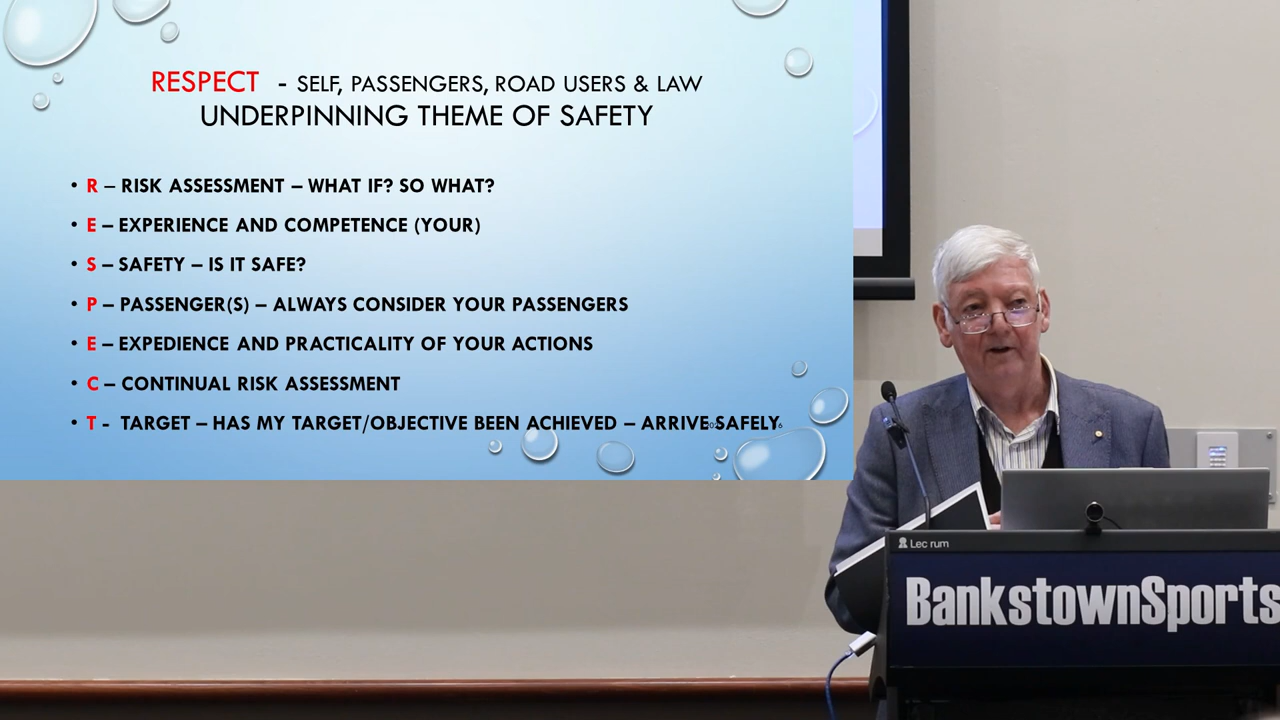 RESPECT - SELF, PASSENGERS, ROAD USERS & LAW
UNDERPINNING THEME OF SAFETY
• R – RISK ASSESSMENT – WHAT IF? SO WHAT?
• E – EXPERIENCE AND COMPETENCE (YOUR)
• S – SAFETY – IS IT SAFE?
• P – PASSENGER(S) – ALWAYS CONSIDER YOUR PASSENGERS
• E – EXPEDIENCE AND PRACTICALITY OF YOUR ACTIONS
• C – CONTINUAL RISK ASSESSMENT
• T - TARGET – HAS MY TARGET/OBJECTIVE BEEN ACHIEVED – ARRIVE SAFELY.
Lec rum
BankstownSports